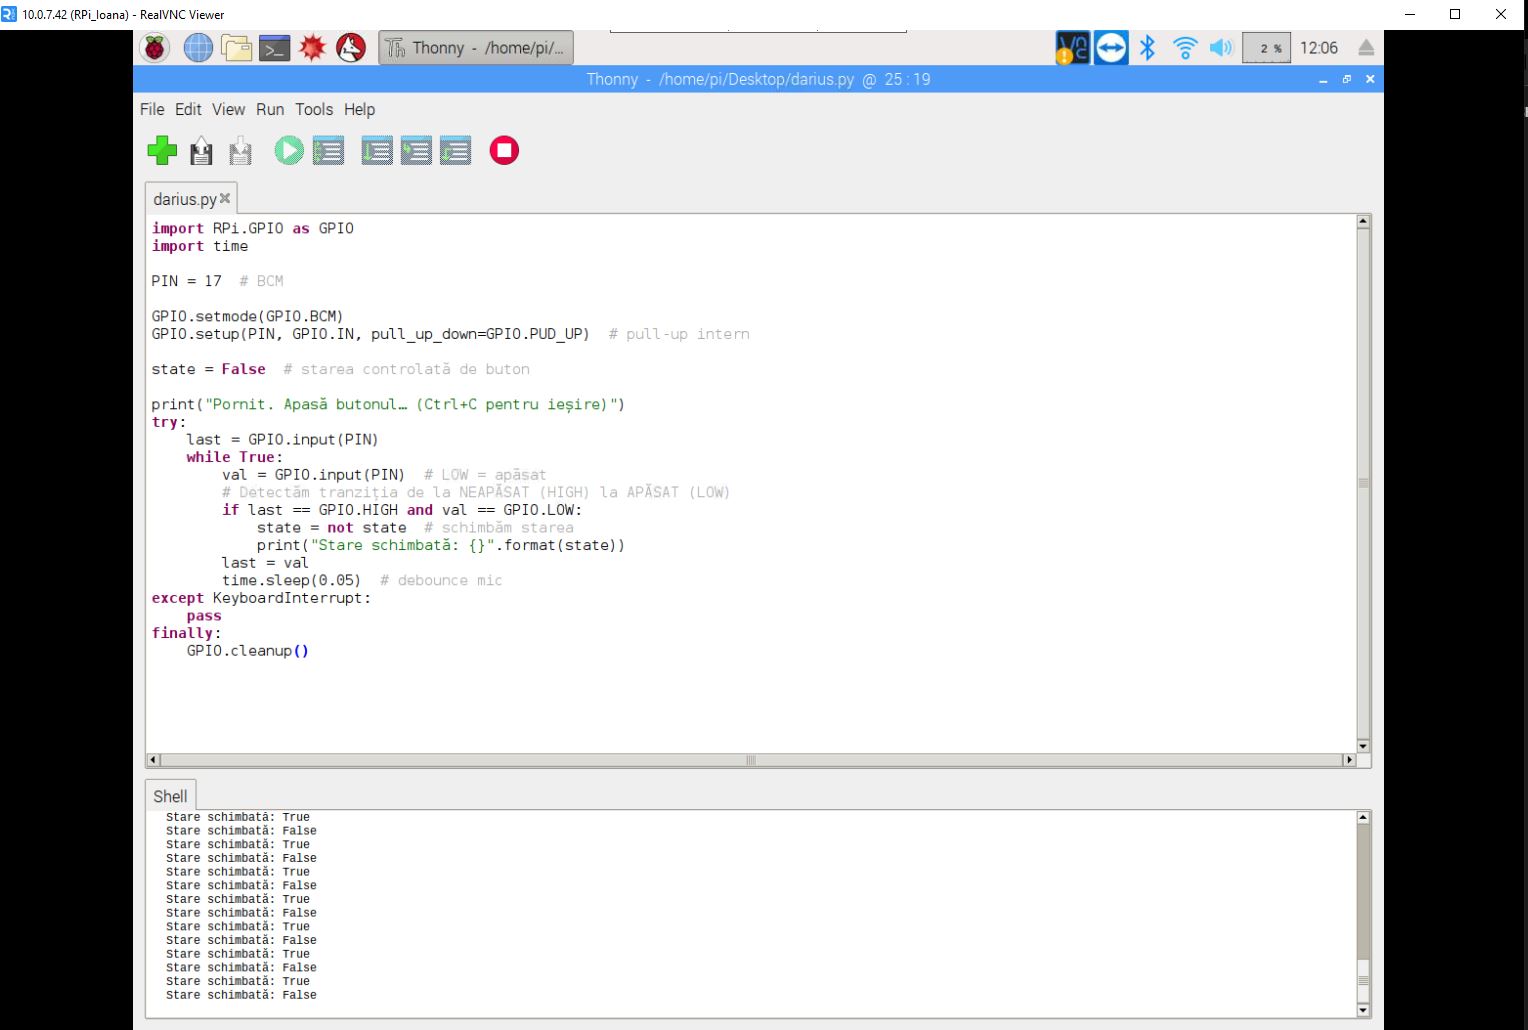 10.0.7.42 (RPi_Ioana) - RealVNC Viewer
Thonny - /home/pi/...
2 %
12:06
Thonny - /home/pi/Desktop/darius.py @ 25 : 19
File Edit View Run Tools Help
darius.py
import RPi.GPIO as GPIO
import time
PIN = 17  # BCM
GPIO.setmode(GPIO.BCM)
GPIO.setup(PIN, GPIO.IN, pull_up_down=GPIO.PUD_UP)  # pull-up intern
state = False  # starea controlată de buton
print("Pornit. Apasă butonul… (Ctrl+C pentru ieșire)")
try:
    last = GPIO.input(PIN)
    while True:
        val = GPIO.input(PIN)  # LOW = apăsat
        # Detectăm tranziția de la NEAPĂSAT (HIGH) la APĂSAT (LOW)
        if last == GPIO.HIGH and val == GPIO.LOW:
            state = not state  # schimbăm starea
            print("Stare schimbată: {}".format(state))
        last = val
        time.sleep(0.05)  # debounce mic
except KeyboardInterrupt:
    pass
finally:
    GPIO.cleanup()
Shell
Stare schimbată: True
Stare schimbată: False
Stare schimbată: True
Stare schimbată: False
Stare schimbată: True
Stare schimbată: False
Stare schimbată: True
Stare schimbată: False
Stare schimbată: True
Stare schimbată: False
Stare schimbată: True
Stare schimbată: False
Stare schimbată: True
Stare schimbată: False